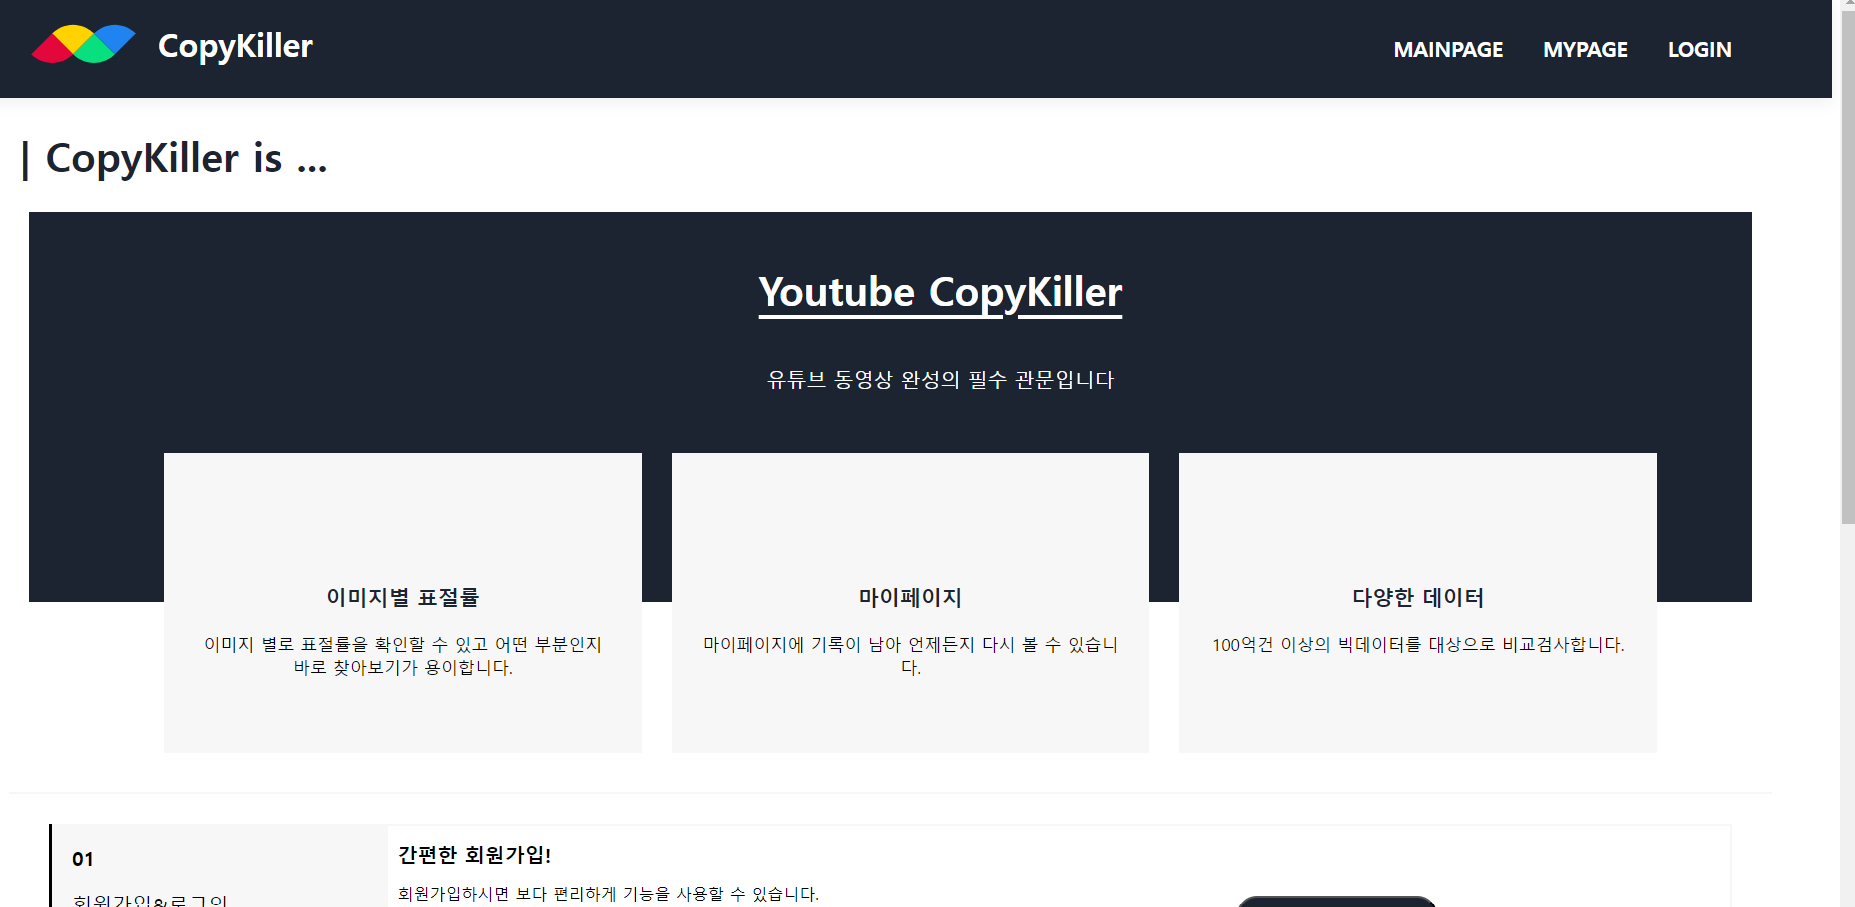 CopyKiller
MAINPAGE MYPAGE LOGIN
| CopyKiller is ...
Youtube CopyKiller
유튜브 동영상 완성의 필수 관문입니다
이미지별 표절률
이미지 별로 표절률을 확인할 수 있고 어떤 부분인지
바로 찾아보기가 용이합니다.
마이페이지
마이페이지에 기록이 남아 언제든지 다시 볼 수 있습니
다.
다양한 데이터
100억건 이상의 빅데이터를 대상으로 비교검사합니다.
01
회원가입&로그인
간편한 회원가입!
회원가입하시면 보다 편리하게 기능을 사용할 수 있습니다.